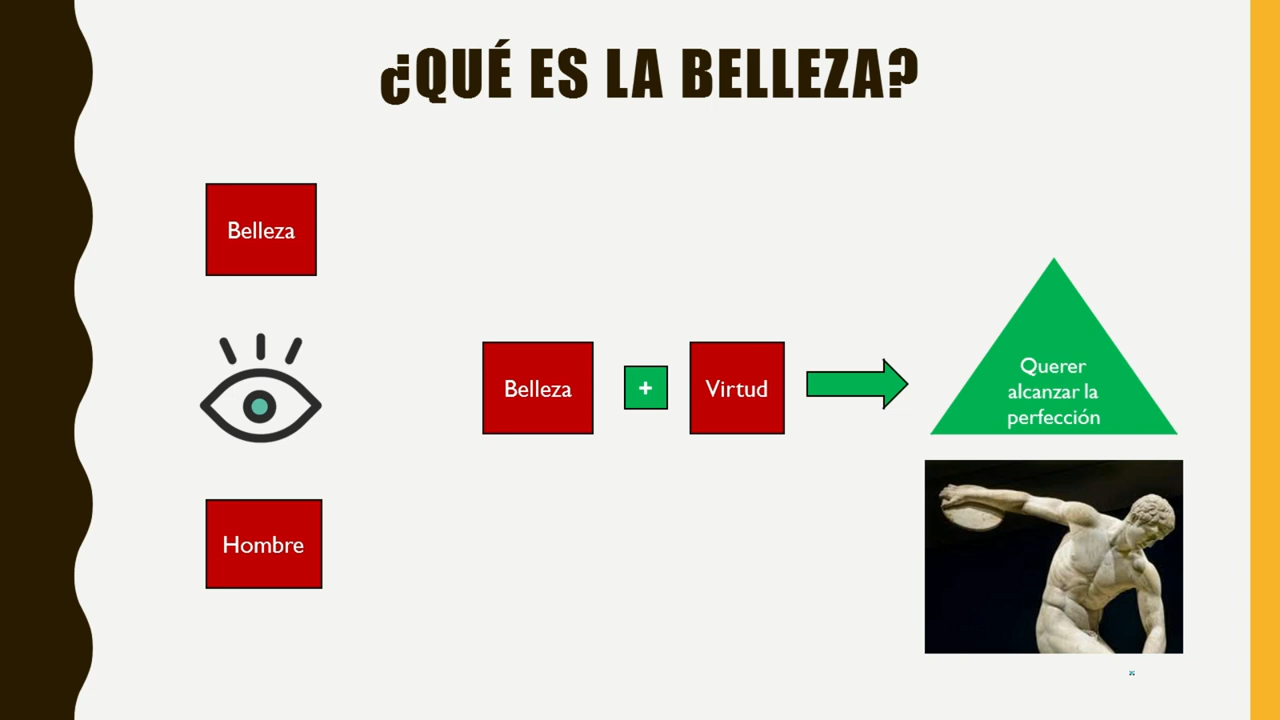 ¿QUÉ ES LA BELLEZA?
Belleza
Hombre
Belleza
+
Virtud
Querer
alcanzar la
perfección